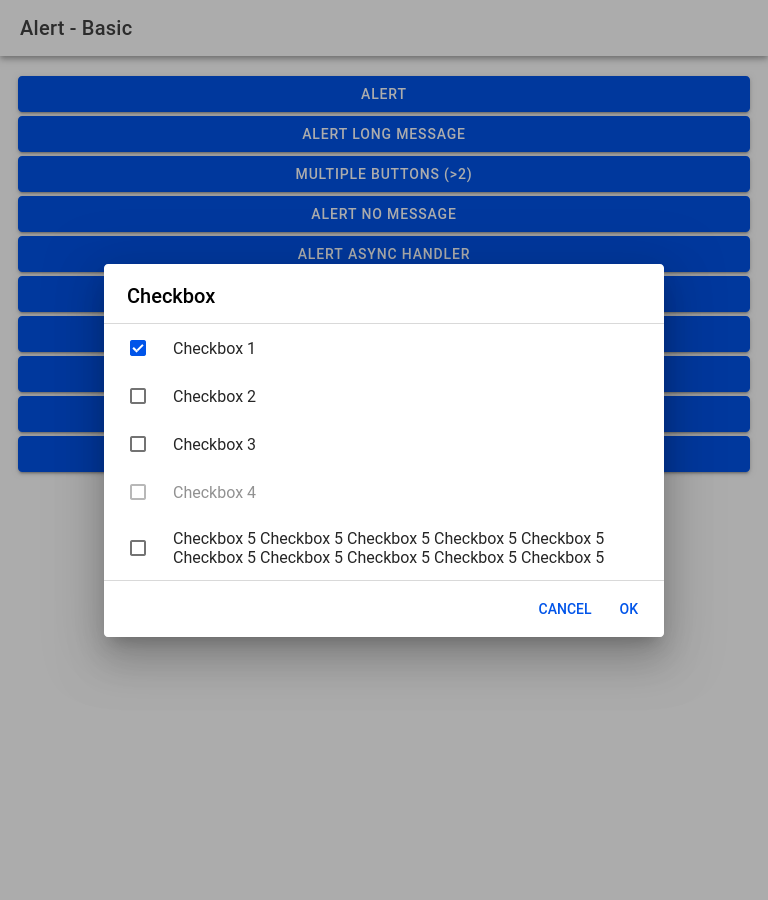 Alert - Basic
ALERT
ALERT LONG MESSAGE
MULTIPLE BUTTONS (>2)
ALERT NO MESSAGE
ALERT ASYNC HANDLER
Checkbox
Checkbox 1
Checkbox 2
Checkbox 3
Checkbox 4
Checkbox 5 Checkbox 5 Checkbox 5 Checkbox 5 Checkbox 5
Checkbox 5 Checkbox 5 Checkbox 5 Checkbox 5 Checkbox 5
CANCEL OK